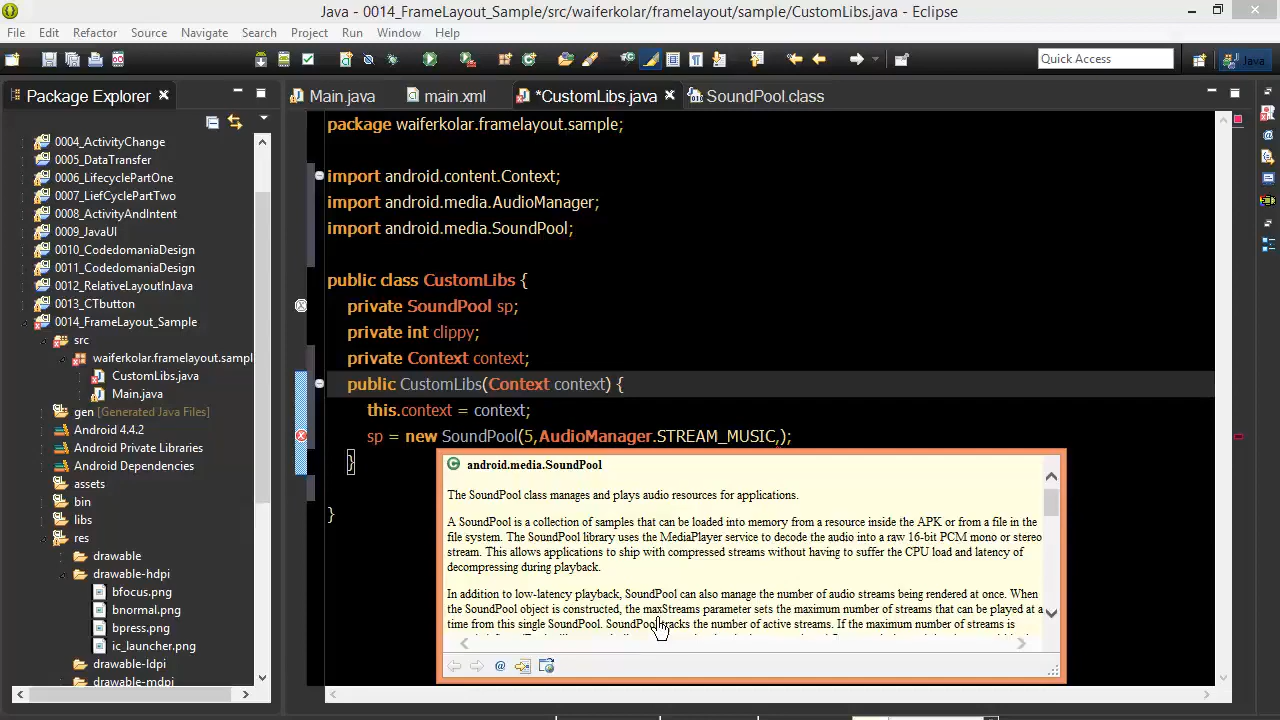 Java - 0014_FrameLayout_Sample/src/waiferkolar/framelayout/sample/CustomLibs.java - Eclipse
File Edit Refactor Source Navigate Search Project Run Window Help
Quick Access
Java
Package Explorer
Main.java
main.xml
*CustomLibs.java
SoundPool.class
0004_ActivityChange
0005_DataTransfer
0006_LifecyclePartOne
0007_LiefCyclePartTwo
0008_ActivityAndIntent
0009_JavaUI
0010_CodedomaniaDesign
0011_CodedomaniaDesign
0012_RelativeLayoutInJava
0013_CTbutton
0014_FrameLayout_Sample
src
waiferkolar.framelayout.sampl
CustomLibs.java
Main.java
gen [Generated Java Files]
Android 4.4.2
Android Private Libraries
Android Dependencies
assets
bin
libs
res
drawable
drawable-hdpi
bfocus.png
bnormal.png
bpress.png
ic_launcher.png
drawable-ldpi
drawable-mdpi
package waiferkolar.framelayout.sample;
import android.content.Context;
import android.media.AudioManager;
import android.media.SoundPool;
public class CustomLibs {
private SoundPool sp;
private int clippy;
private Context context;
public CustomLibs(Context context) {
this.context = context;
sp = new SoundPool(5,AudioManager.STREAM_MUSIC,);
}
}
android.media.SoundPool
The SoundPool class manages and plays audio resources for applications.
A SoundPool is a collection of samples that can be loaded into memory from a resource inside the APK or from a file in the
file system. The SoundPool library uses the MediaPlayer service to decode the audio into a raw 16-bit PCM mono or stereo
stream. This allows applications to ship with compressed streams without having to suffer the CPU load and latency of
decompressing during playback.
In addition to low-latency playback, SoundPool can also manage the number of audio streams being rendered at once. When
the SoundPool object is constructed, the maxStreams parameter sets the maximum number of streams that can be played at a
time from this single SoundPool. SoundPool tracks the number of active streams. If the maximum number of streams is